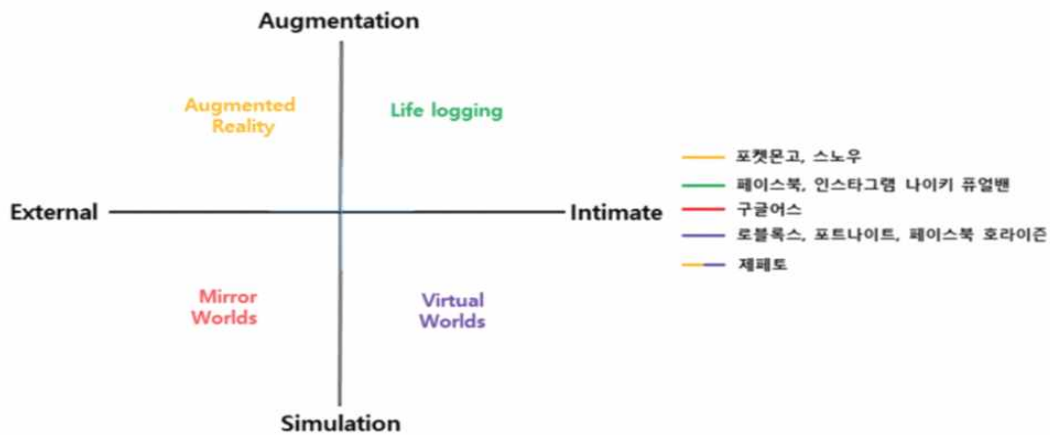 Augmentation
Augmented
Reality
Life logging
External
Intimate
Mirror
Worlds
Virtual
Worlds
Simulation
포켓몬고, 스노우
페이스북, 인스타그램 나이키 퓨얼밴
구글어스
로블록스, 포트나이트, 페이스북 호라이즌
제페토